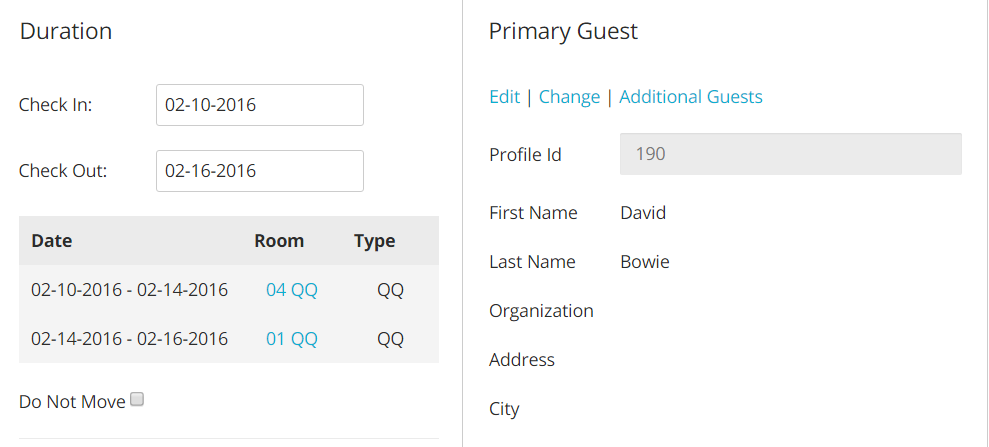 Duration
Check In: 02-10-2016
Check Out: 02-16-2016
Date Room Type
02-10-2016 - 02-14-2016 04 QQ QQ
02-14-2016 - 02-16-2016 01 QQ QQ
Do Not Move
Primary Guest
Edit | Change | Additional Guests
Profile Id 190
First Name David
Last Name Bowie
Organization
Address
City